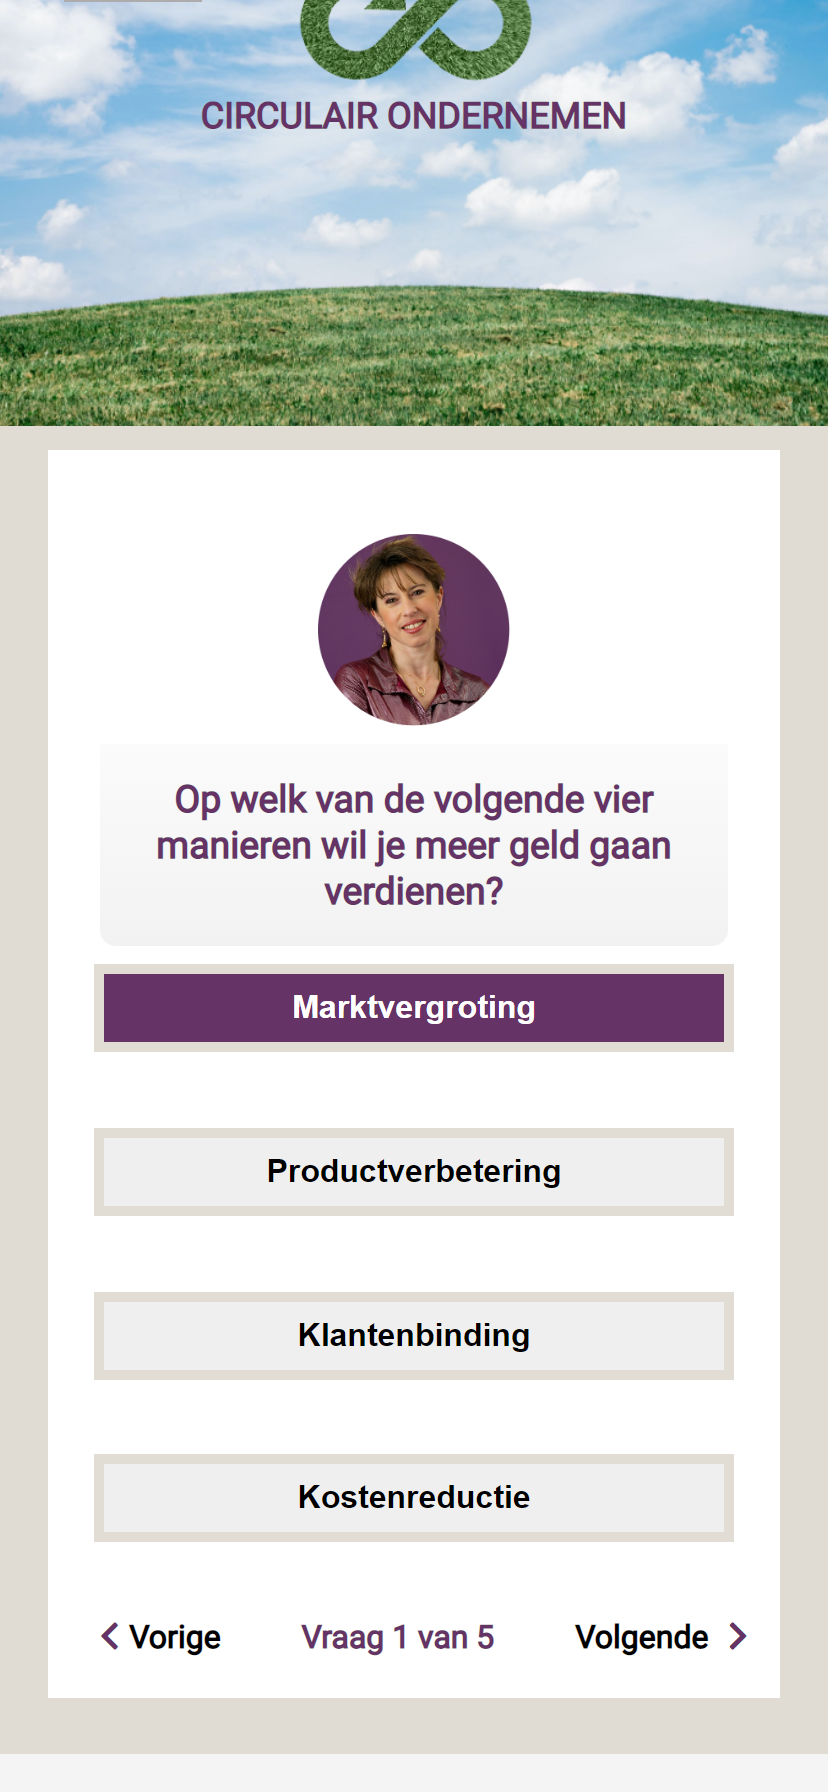 CIRCULAIR ONDERNEMEN
Op welk van de volgende vier
manieren wil je meer geld gaan
verdienen?
Marktvergroting
Productverbetering
Klantenbinding
Kostenreductie
Vorige Vraag 1 van 5 Volgende